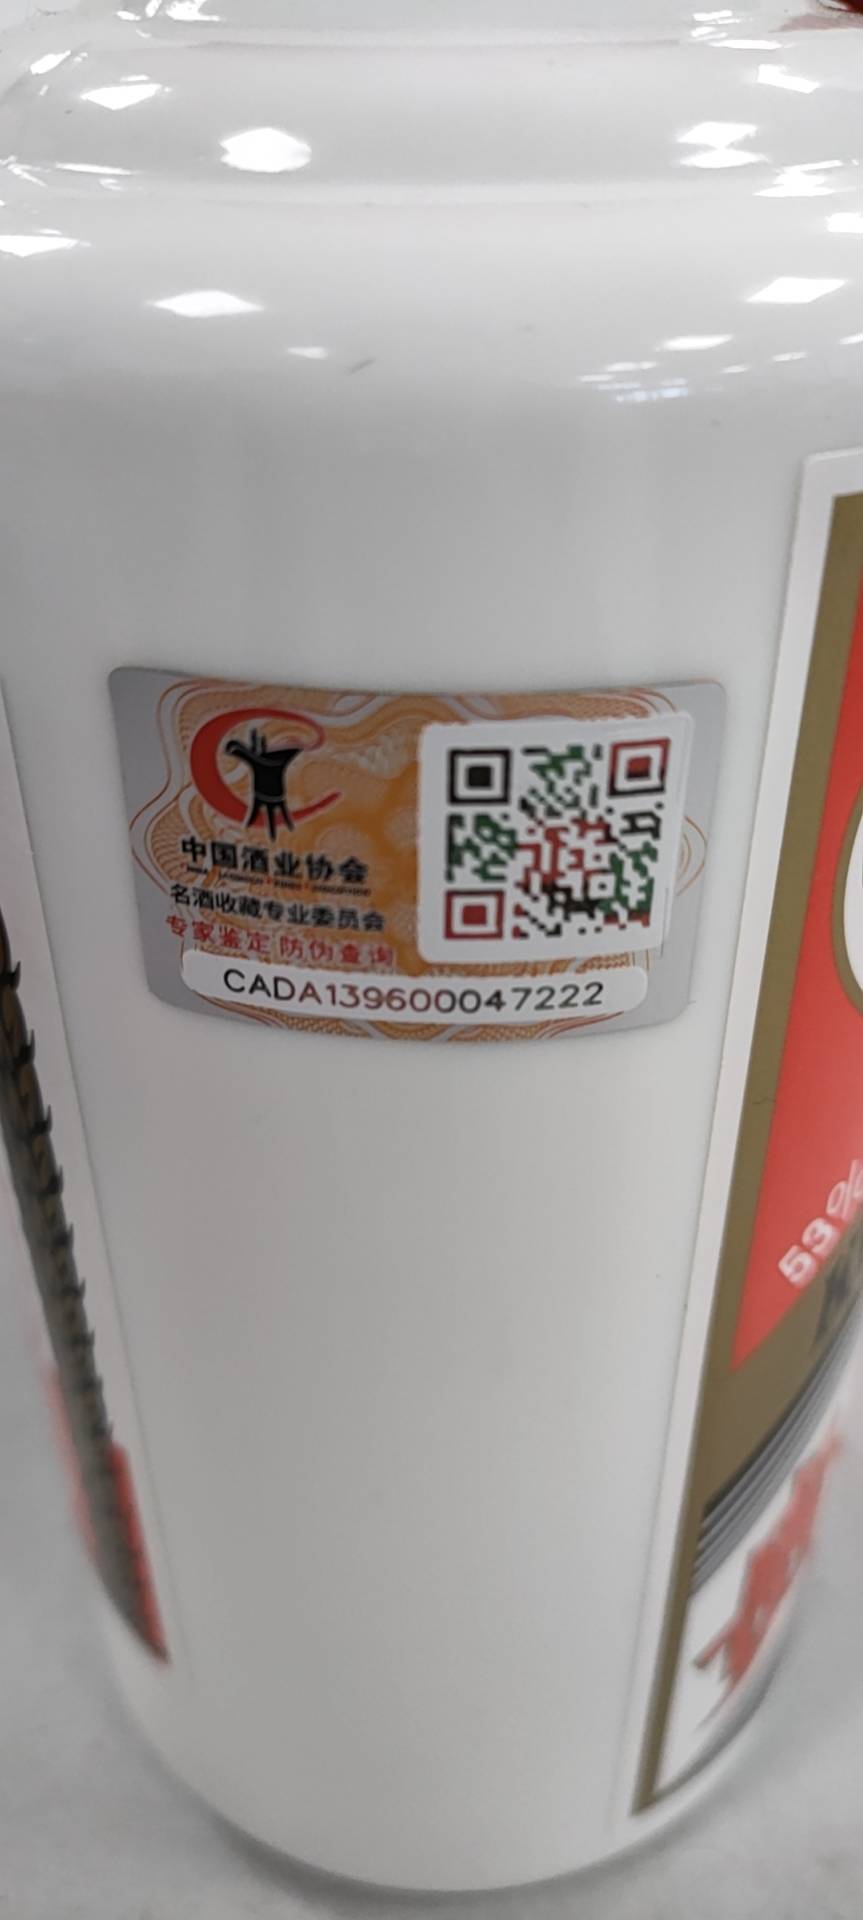 中国酒业协会
名酒收藏专业委员会
专家鉴定 防伪查询
CADA139600047222
53%